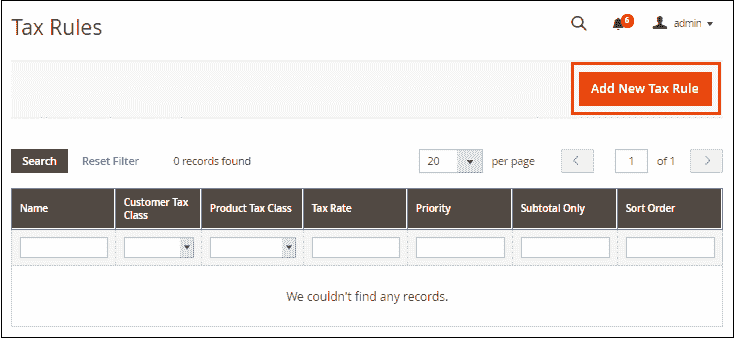 Tax Rules
6
admin
Add New Tax Rule
Search Reset Filter 0 records found 20 per page 1 of 1
Name Customer Tax Class Product Tax Class Tax Rate Priority Subtotal Only Sort Order
We couldn't find any records.